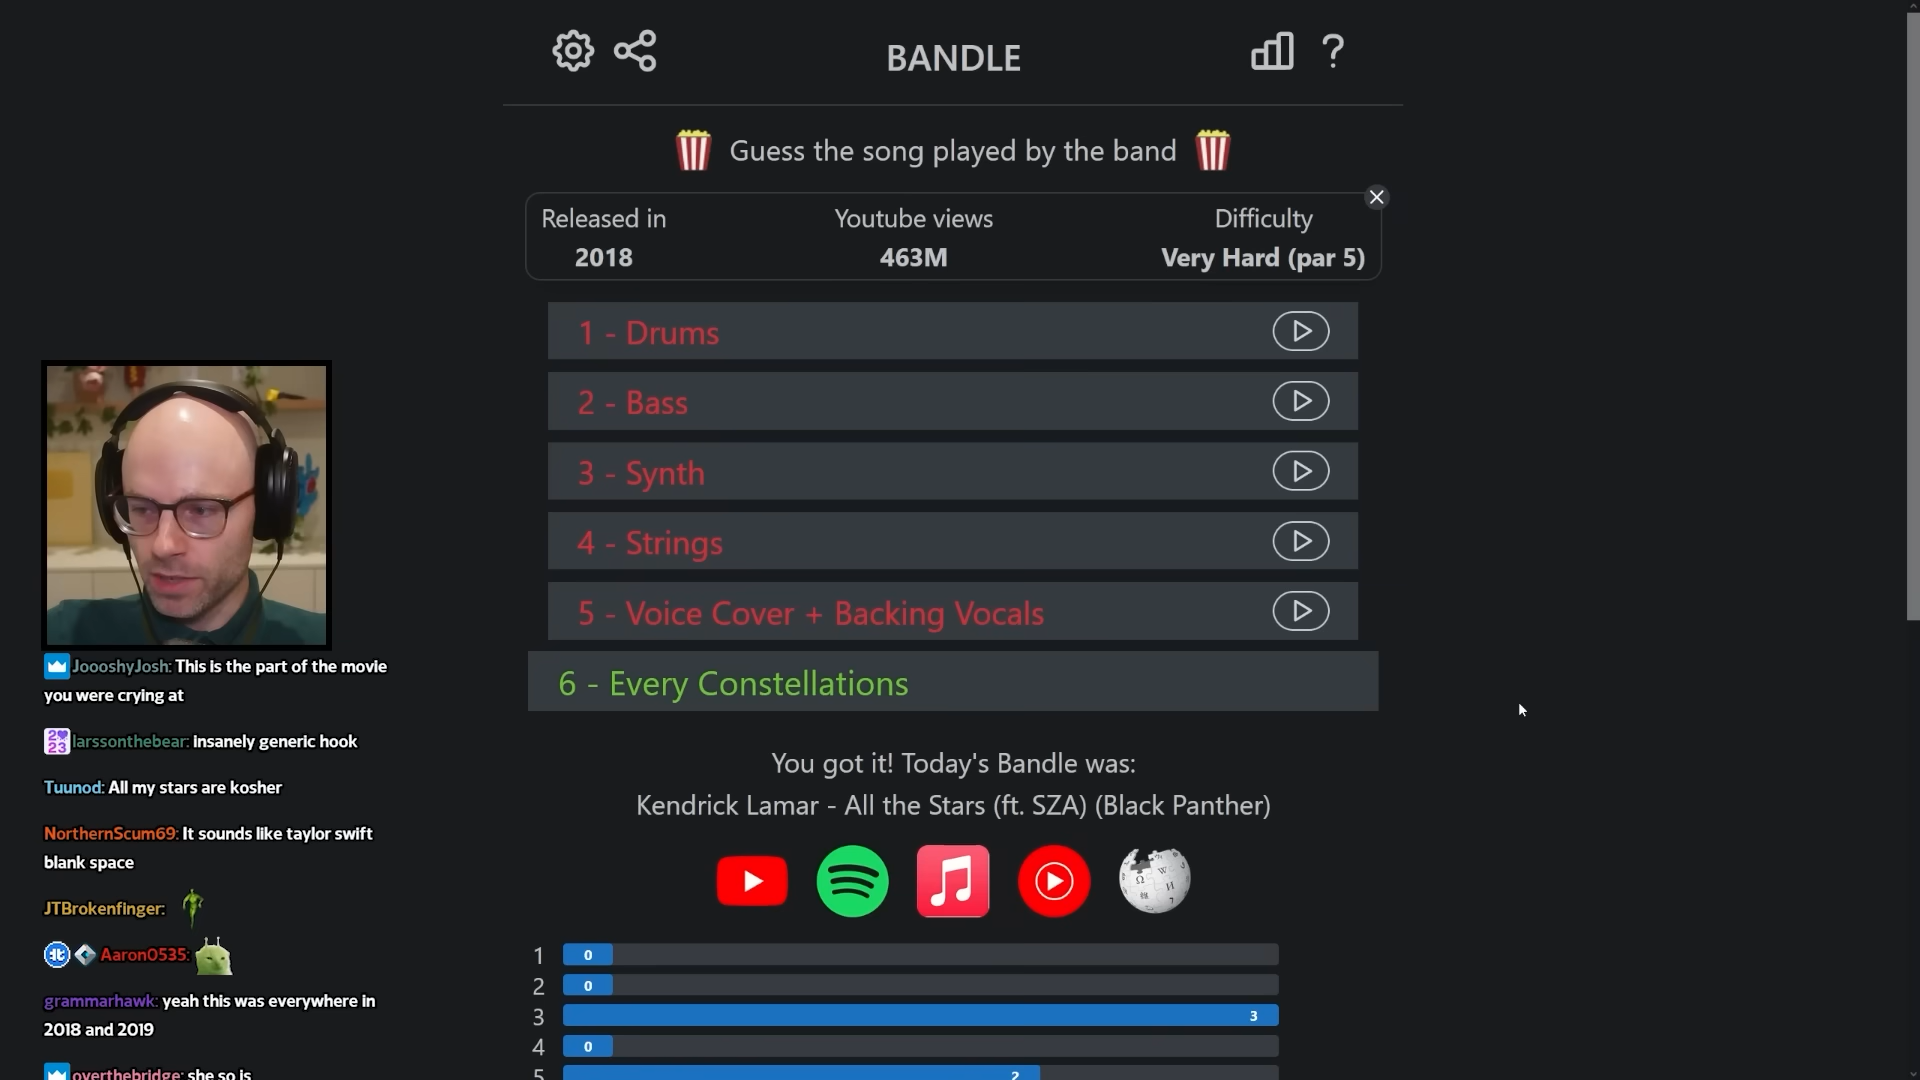 BANDLE
?
Guess the song played by the band
Released in
2018
Youtube views
463M
Difficulty
Very Hard (par 5)
1 - Drums
2 - Bass
3 - Synth
4 - Strings
5 - Voice Cover + Backing Vocals
6 - Every Constellations
You got it! Today's Bandle was:
Kendrick Lamar - All the Stars (ft. SZA) (Black Panther)
1 0
2 0
3 3
4 0
5 2
JoooshyJosh: This is the part of the movie
you were crying at
larssonthebear: insanely generic hook
Tuunod: All my stars are kosher
NorthernScum69: It sounds like taylor swift
blank space
JTBrokenfinger:
Aaron0535:
grammarhawk: yeah this was everywhere in
2018 and 2019
overthebridge: she so is